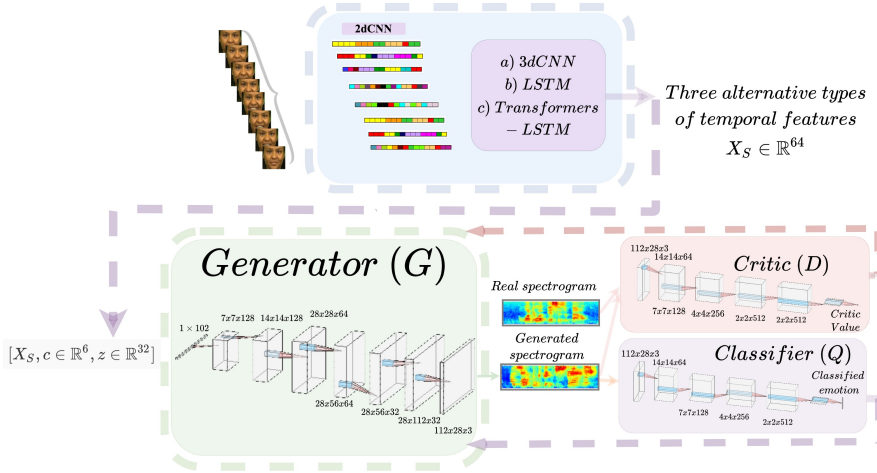 2dCNN
a) 3dCNN
b) LSTM
c) Transformers
– LSTM
Three alternative types
of temporal features
X_S ∈ ℝ^64
Generator (G)
1 × 102
7x7x128
14x14x128
28x28x64
28x56x64
28x56x32
28x112x32
112x28x3
[X_S, c ∈ ℝ^6, z ∈ ℝ^32]
Real spectrogram
Generated
spectrogram
Critic (D)
112x28x3
14x14x64
7x7x128
4x4x256
2x2x512
2x2x512
Critic
Value
Classifier (Q)
112x28x3
14x14x64
7x7x128
4x4x256
2x2x512
Classified
emotion